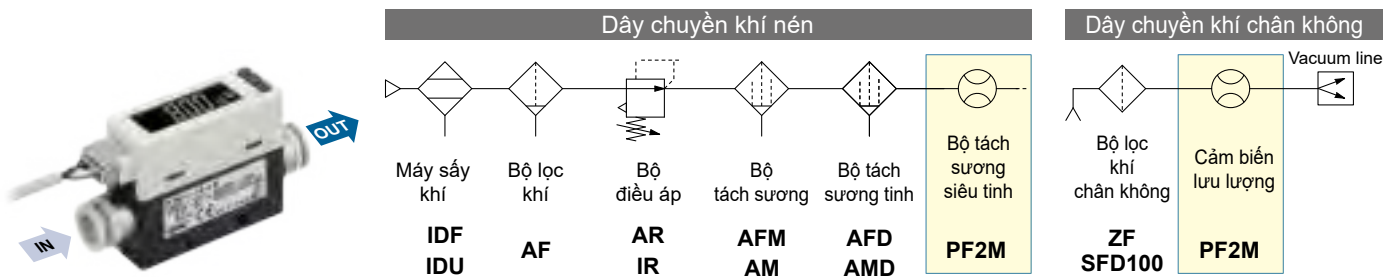 Dây chuyền khí nén
Dây chuyền khí chân không
Vacuum line
OUT
IN
Máy sấy
khí
IDF
IDU
Bộ lọc
khí
AF
Bộ
điều áp
AR
IR
Bộ
tách sương
AFM
AM
Bộ tách
sương tinh
AFD
AMD
Bộ tách
sương
siêu tinh
PF2M
Bộ lọc
khí
chân không
ZF
SFD100
Cảm biến
lưu lượng
PF2M